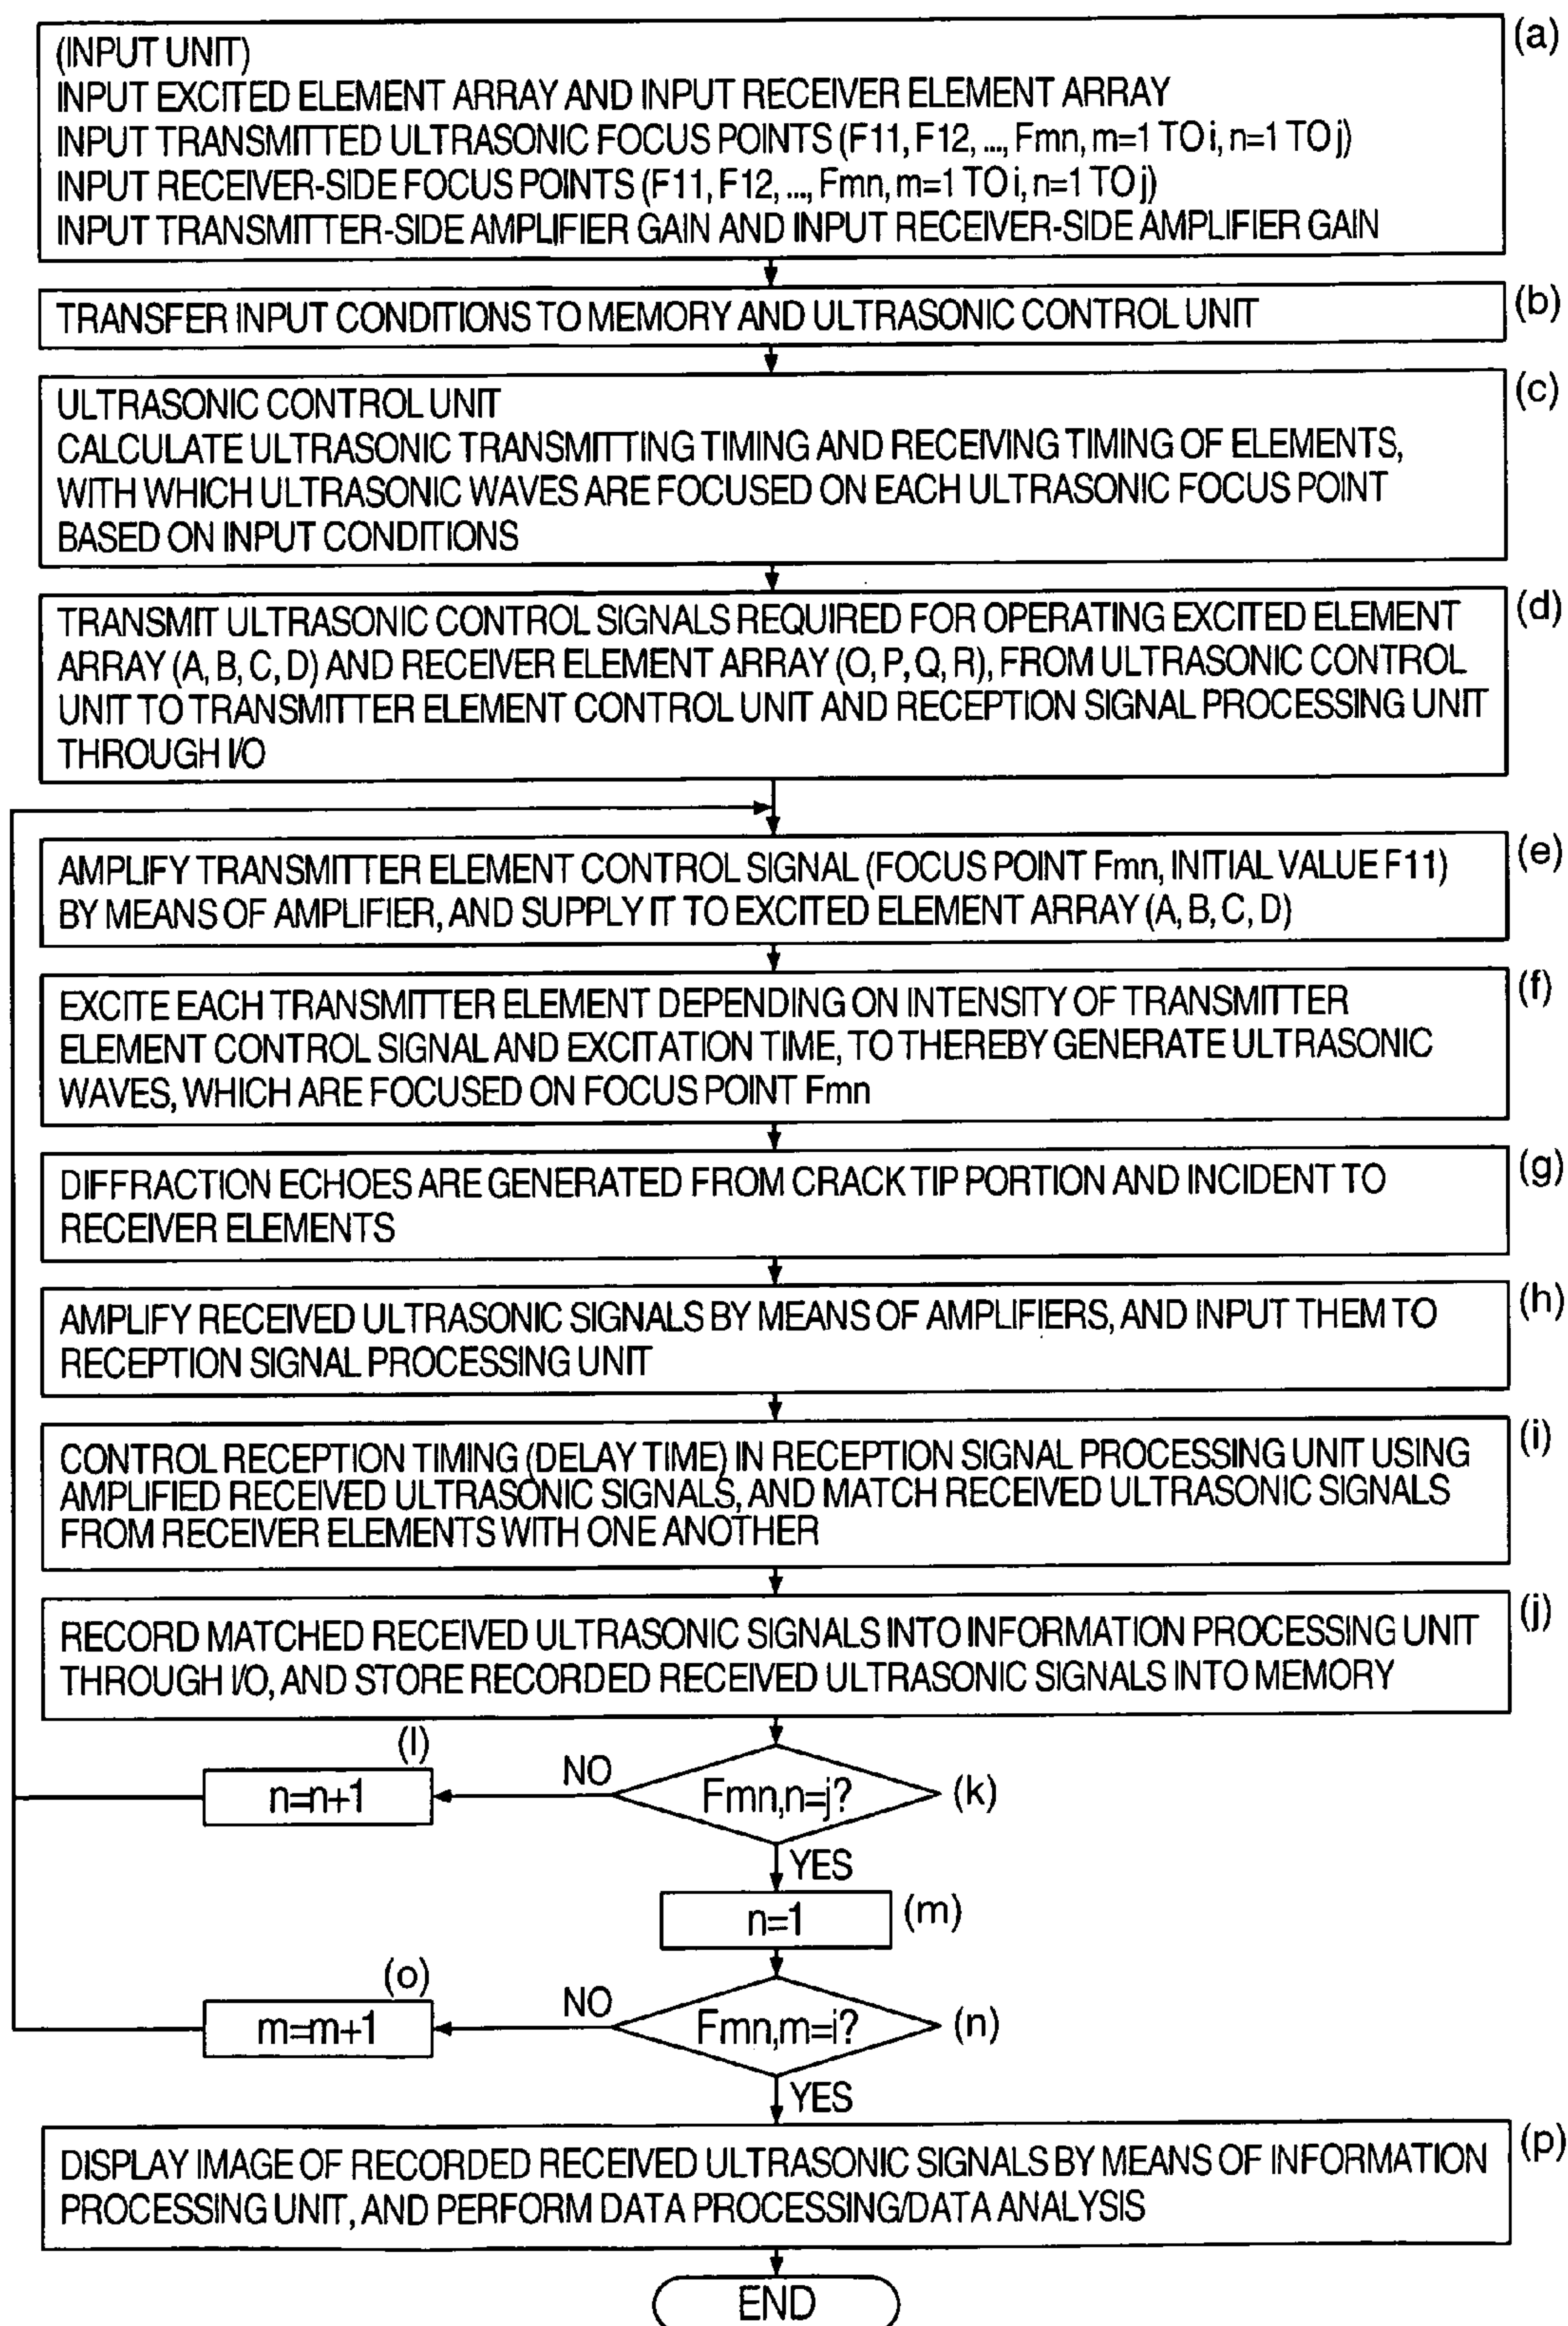 (a)
(INPUT UNIT)
INPUT EXCITED ELEMENT ARRAY AND INPUT RECEIVER ELEMENT ARRAY
INPUT TRANSMITTED ULTRASONIC FOCUS POINTS (F11, F12, ..., Fmn, m=1 TO i, n=1 TO j)
INPUT RECEIVER-SIDE FOCUS POINTS (F11, F12, ..., Fmn, m=1 TO i, n=1 TO j)
INPUT TRANSMITTER-SIDE AMPLIFIER GAIN AND INPUT RECEIVER-SIDE AMPLIFIER GAIN
(b)
TRANSFER INPUT CONDITIONS TO MEMORY AND ULTRASONIC CONTROL UNIT
(c)
ULTRASONIC CONTROL UNIT
CALCULATE ULTRASONIC TRANSMITTING TIMING AND RECEIVING TIMING OF ELEMENTS,
WITH WHICH ULTRASONIC WAVES ARE FOCUSED ON EACH ULTRASONIC FOCUS POINT
BASED ON INPUT CONDITIONS
(d)
TRANSMIT ULTRASONIC CONTROL SIGNALS REQUIRED FOR OPERATING EXCITED ELEMENT
ARRAY (A, B, C, D) AND RECEIVER ELEMENT ARRAY (O, P, Q, R), FROM ULTRASONIC CONTROL
UNIT TO TRANSMITTER ELEMENT CONTROL UNIT AND RECEPTION SIGNAL PROCESSING UNIT
THROUGH I/O
(e)
AMPLIFY TRANSMITTER ELEMENT CONTROL SIGNAL (FOCUS POINT Fmn, INITIAL VALUE F11)
BY MEANS OF AMPLIFIER, AND SUPPLY IT TO EXCITED ELEMENT ARRAY (A, B, C, D)
(f)
EXCITE EACH TRANSMITTER ELEMENT DEPENDING ON INTENSITY OF TRANSMITTER
ELEMENT CONTROL SIGNAL AND EXCITATION TIME, TO THEREBY GENERATE ULTRASONIC
WAVES, WHICH ARE FOCUSED ON FOCUS POINT Fmn
(g)
DIFFRACTION ECHOES ARE GENERATED FROM CRACK TIP PORTION AND INCIDENT TO
RECEIVER ELEMENTS
(h)
AMPLIFY RECEIVED ULTRASONIC SIGNALS BY MEANS OF AMPLIFIERS, AND INPUT THEM TO
RECEPTION SIGNAL PROCESSING UNIT
(i)
CONTROL RECEPTION TIMING (DELAY TIME) IN RECEPTION SIGNAL PROCESSING UNIT USING
AMPLIFIED RECEIVED ULTRASONIC SIGNALS, AND MATCH RECEIVED ULTRASONIC SIGNALS
FROM RECEIVER ELEMENTS WITH ONE ANOTHER
(j)
RECORD MATCHED RECEIVED ULTRASONIC SIGNALS INTO INFORMATION PROCESSING UNIT
THROUGH I/O, AND STORE RECORDED RECEIVED ULTRASONIC SIGNALS INTO MEMORY
(l)
n=n+1
NO
Fmn,n=j?
(k)
YES
n=1
(m)
(o)
m=m+1
NO
Fmn,m=i?
(n)
YES
(p)
DISPLAY IMAGE OF RECORDED RECEIVED ULTRASONIC SIGNALS BY MEANS OF INFORMATION
PROCESSING UNIT, AND PERFORM DATA PROCESSING/DATA ANALYSIS
END